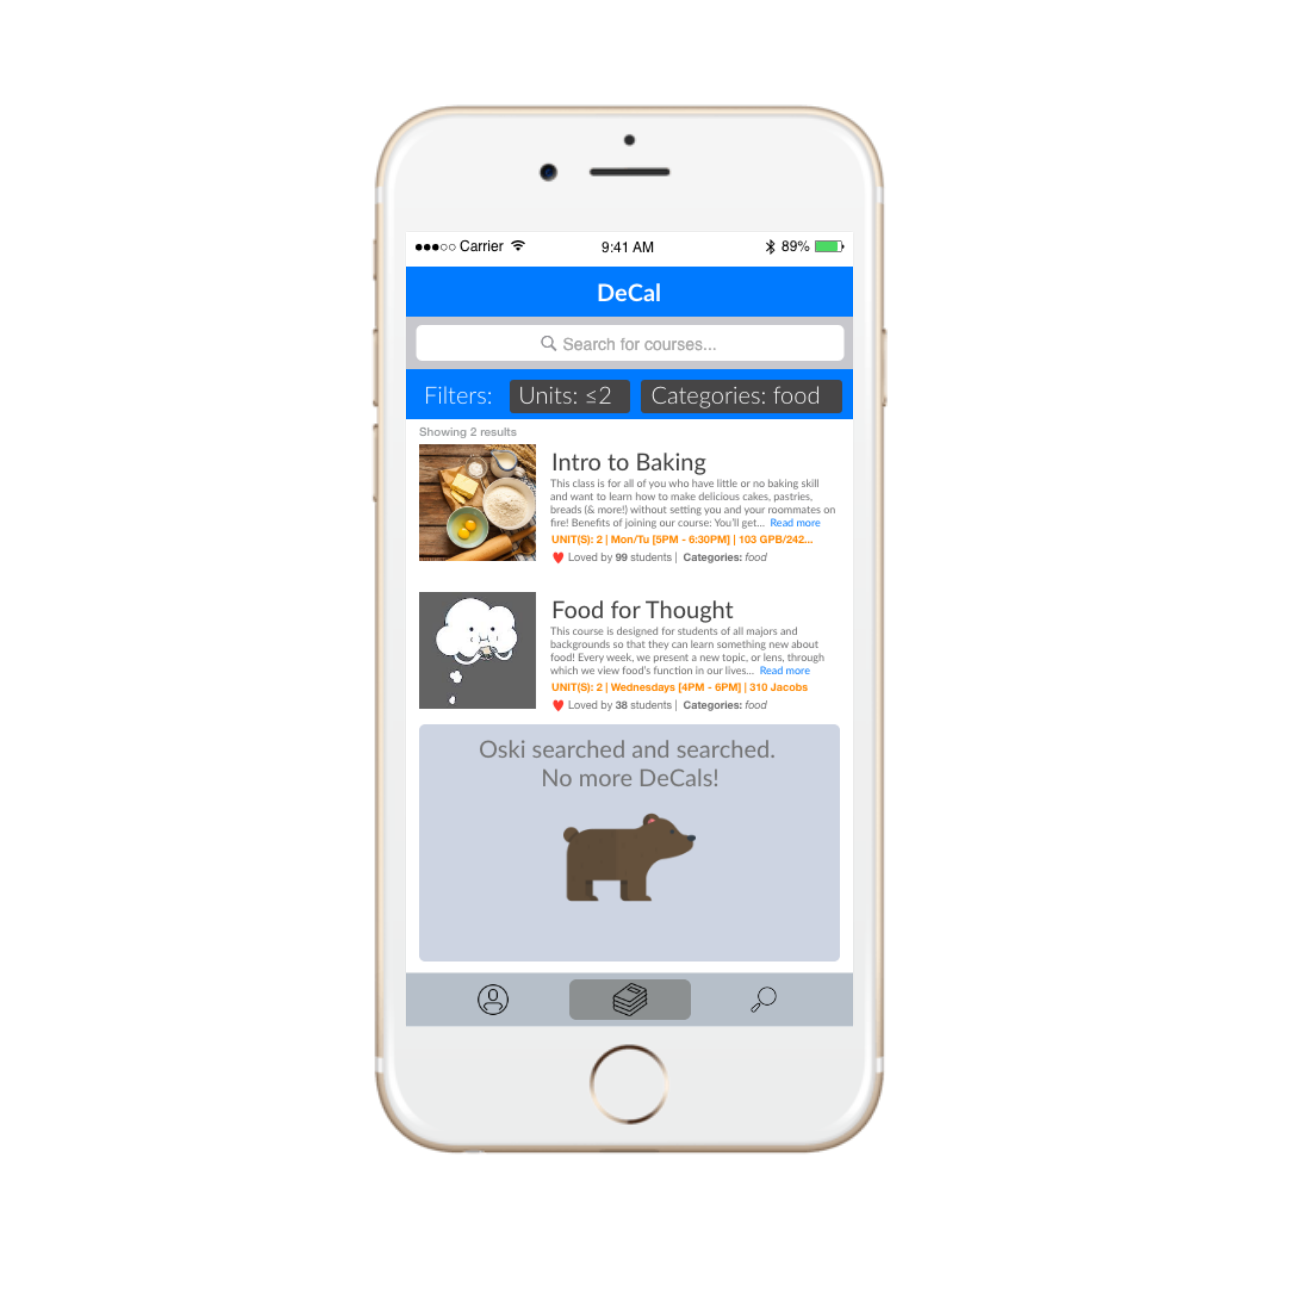 ●●●○○ Carrier 9:41 AM 89%
DeCal
Search for courses...
Filters: Units: ≤2 Categories: food
Showing 2 results
Intro to Baking
This class is for all of you who have little or no baking skill
and want to learn how to make delicious cakes, pastries,
breads (& more!) without setting you and your roommates on
fire! Benefits of joining our course: You'll get... Read more
UNIT(S): 2 | Mon/Tu [5PM - 6:30PM] | 103 GPB/242...
Loved by 99 students | Categories: food
Food for Thought
This course is designed for students of all majors and
backgrounds so that they can learn something new about
food! Every week, we present a new topic, or lens, through
which we view food's function in our lives... Read more
UNIT(S): 2 | Wednesdays [4PM - 6PM] | 310 Jacobs
Loved by 38 students | Categories: food
Oski searched and searched.
No more DeCals!